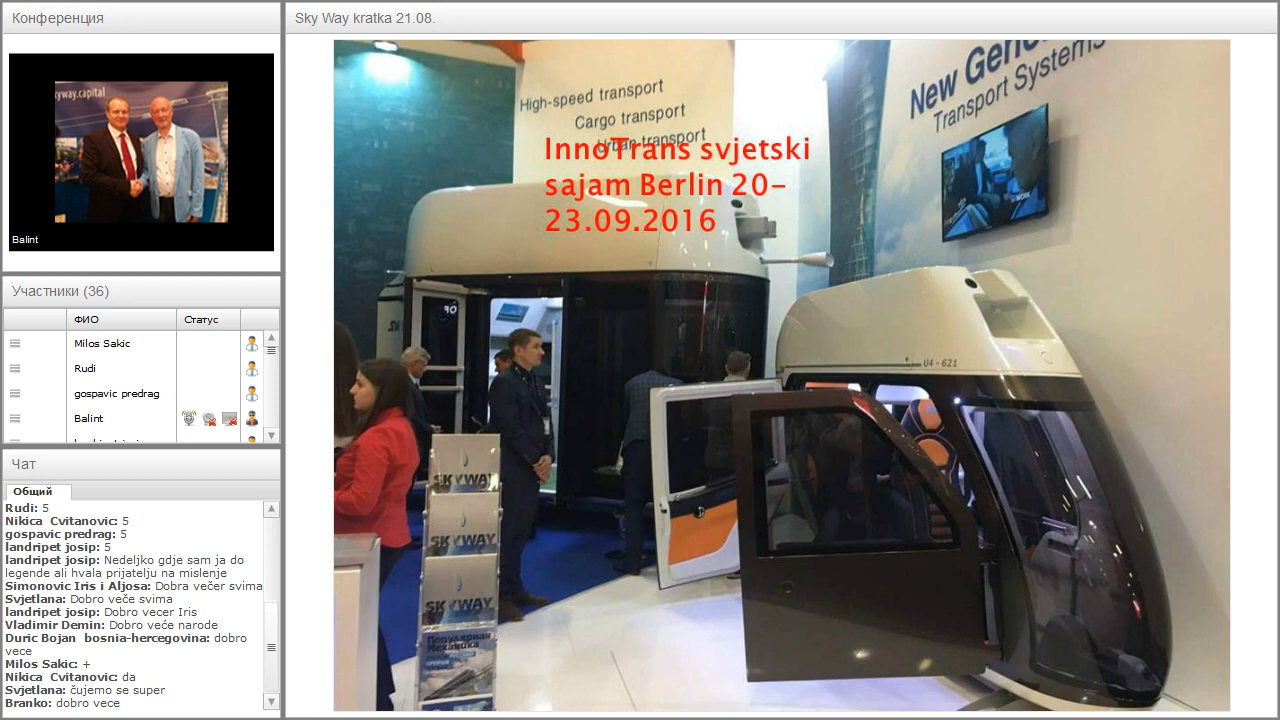 Конференция
skyway.capital
Balint
Участники (36)
ФИО
Статус
Milos Sakic
Rudi
gospavic predrag
Balint
Чат
Общий
Rudi: 5
Nikica Cvitanovic: 5
gospavic predrag: 5
landripet josip: 5
landripet josip: Nedeljko gdje sam ja do
legende ali hvala prijatelju na mislenje
Simonovic Iris i Aljosa: Dobra večer svima
Svjetlana: Dobro veče svima
landripet josip: Dobro vecer Iris
Vladimir Demin: Dobro veće narode
Duric Bojan bosnia-hercegovina: dobro
vece
Milos Sakic: +
Nikica Cvitanovic: da
Svjetlana: čujemo se super
Branko: dobro vece
Sky Way kratka 21.08.
High-speed transport
Cargo transport
Urban transport
InnoTrans svjetski
sajam Berlin 20-
23.09.2016
New
Transport Systems
U4-621
SKYWAY
SKYWAY
SKYWAY
Популярная
Механика